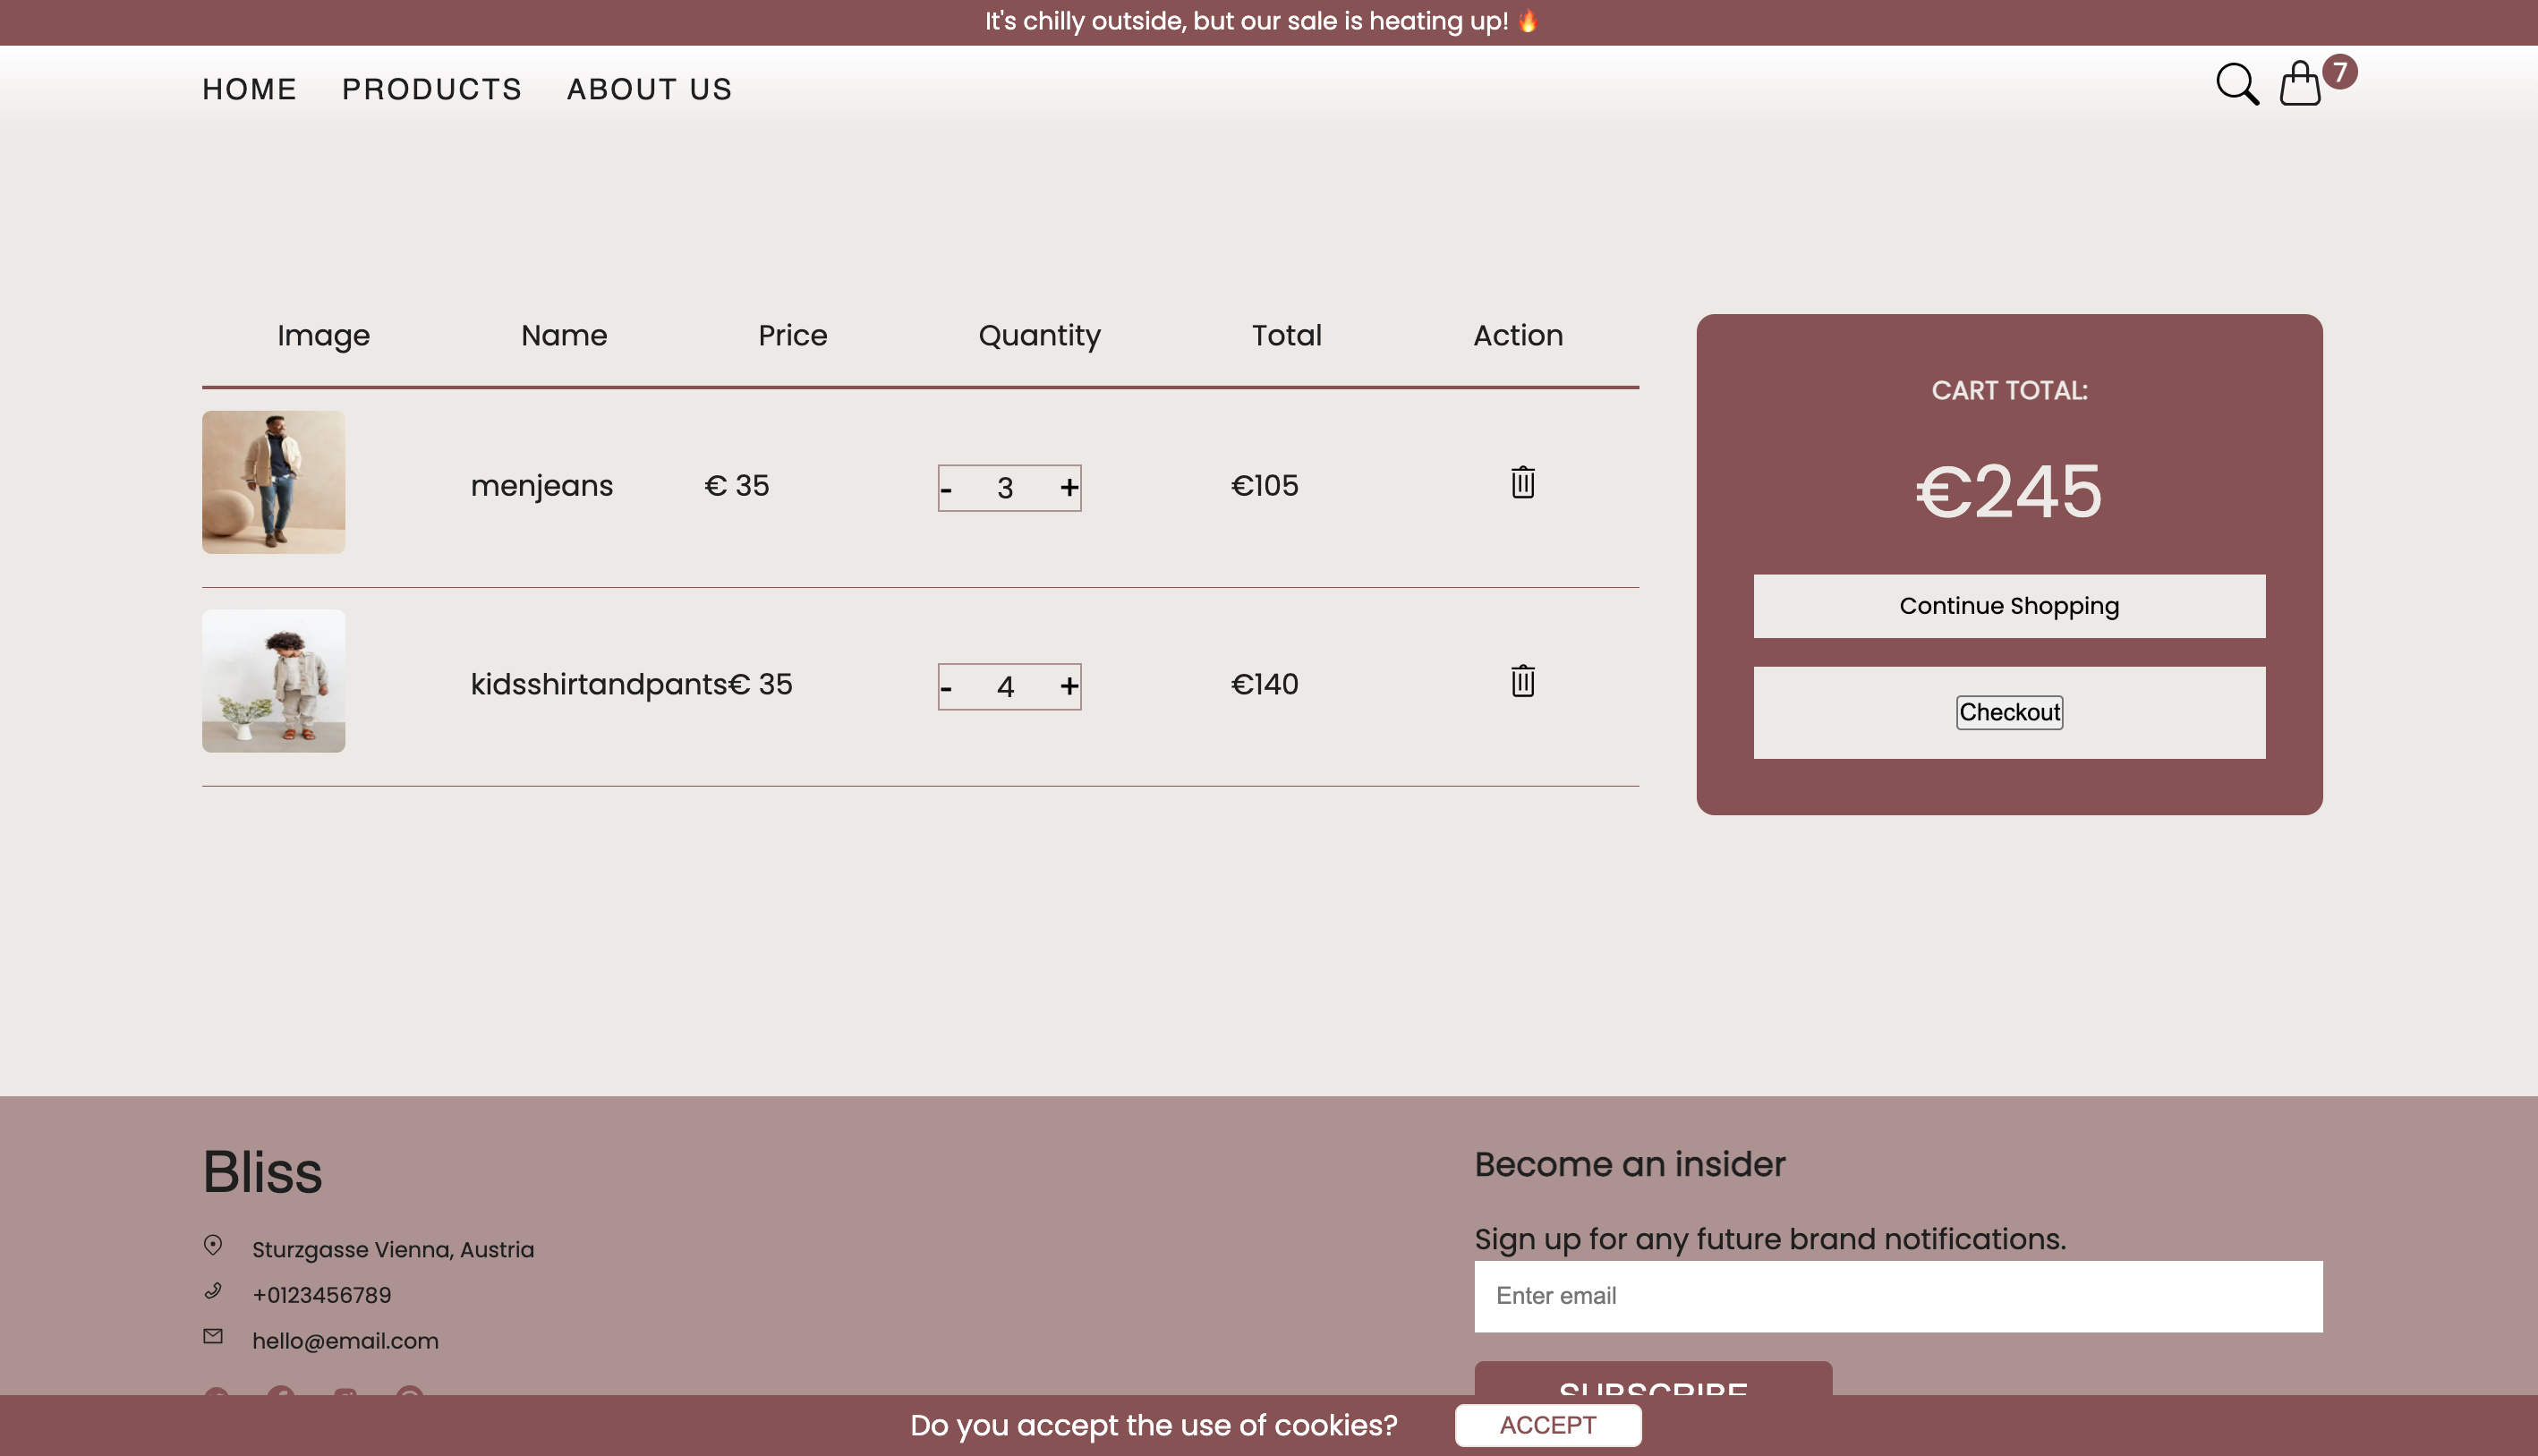 It's chilly outside, but our sale is heating up! 🔥
HOME PRODUCTS ABOUT US
7
Image Name Price Quantity Total Action
menjeans € 35 - 3 + €105
kidsshirtandpants€ 35 - 4 + €140
CART TOTAL:
€245
Continue Shopping
Checkout
Bliss
Sturzgasse Vienna, Austria
+0123456789
hello@email.com
Become an insider
Sign up for any future brand notifications.
Enter email
SUBSCRIBE
Do you accept the use of cookies? ACCEPT